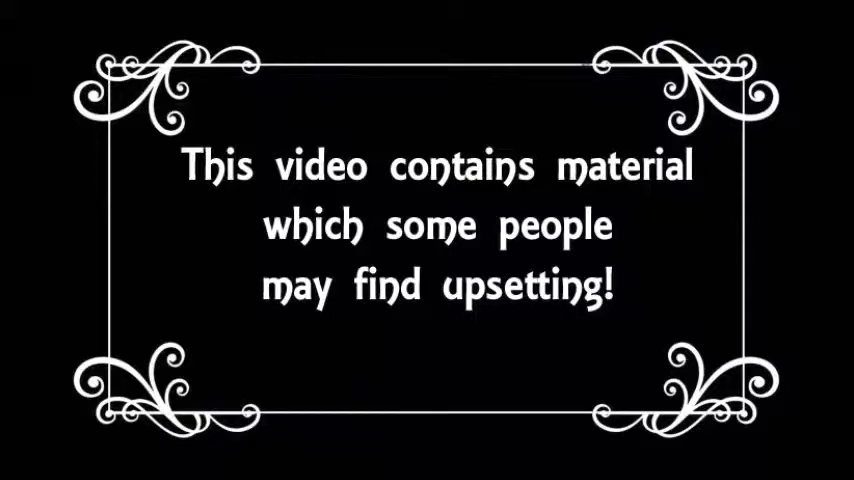 This video contains material
which some people
may find upsetting!